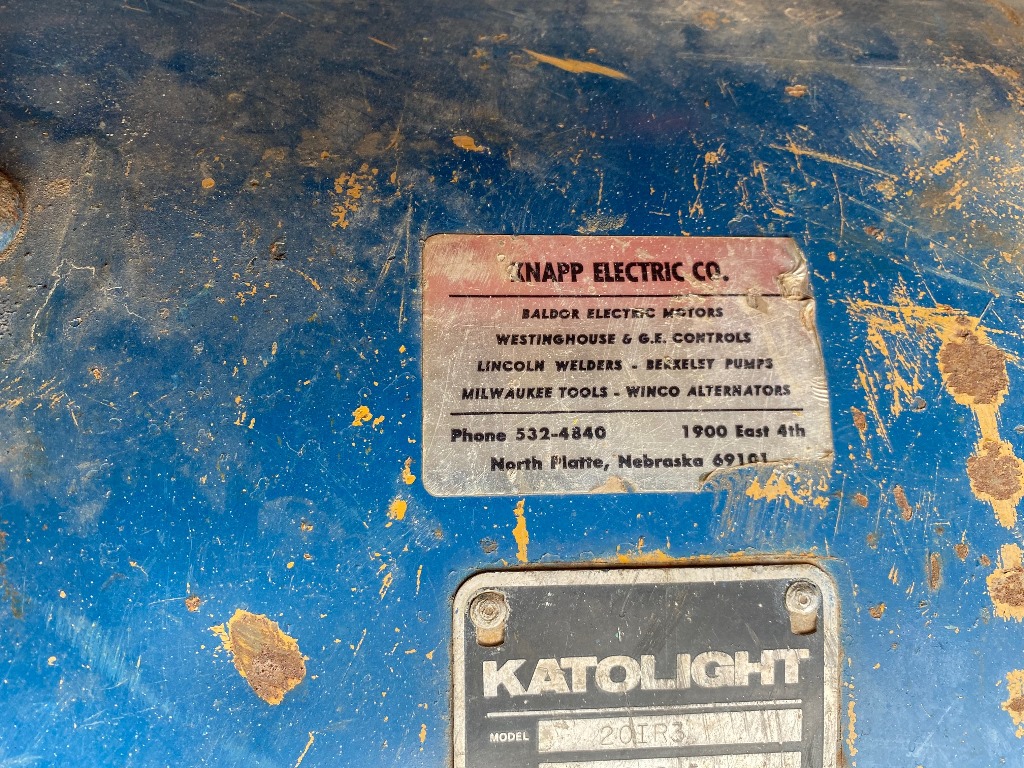 KNAPP ELECTRIC CO.
BALDOR ELECTRIC MOTORS
WESTINGHOUSE & G.E. CONTROLS
LINCOLN WELDERS - BERKELEY PUMPS
MILWAUKEE TOOLS - WINCO ALTERNATORS
Phone 532-4840 1900 East 4th
North Platte, Nebraska 69101
KATOLIGHT
MODEL 20IR3